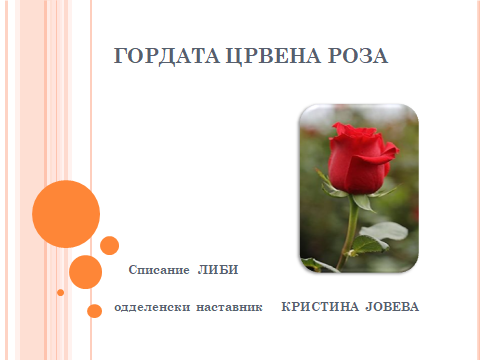 ГОРДАТА ЦРВЕНА РОЗА
Списание ЛИБИ
одделенски наставник КРИСТИНА ЈОВЕВА